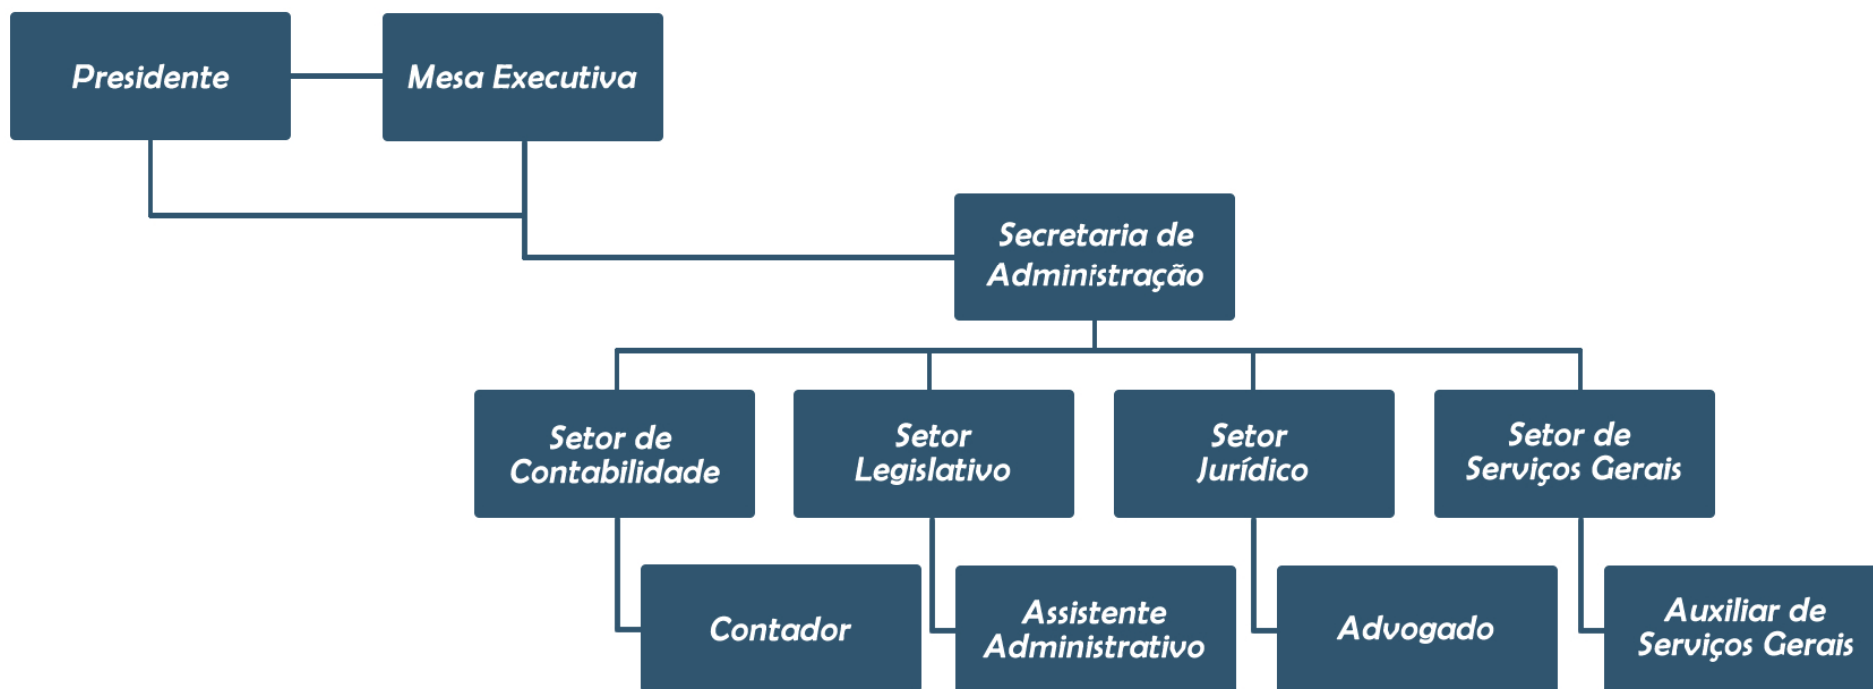 Presidente
Mesa Executiva
Secretaria de
Administração
Setor de
Contabilidade
Setor
Legislativo
Setor
Jurídico
Setor de
Serviços Gerais
Contador
Assistente
Administrativo
Advogado
Auxiliar de
Serviços Gerais